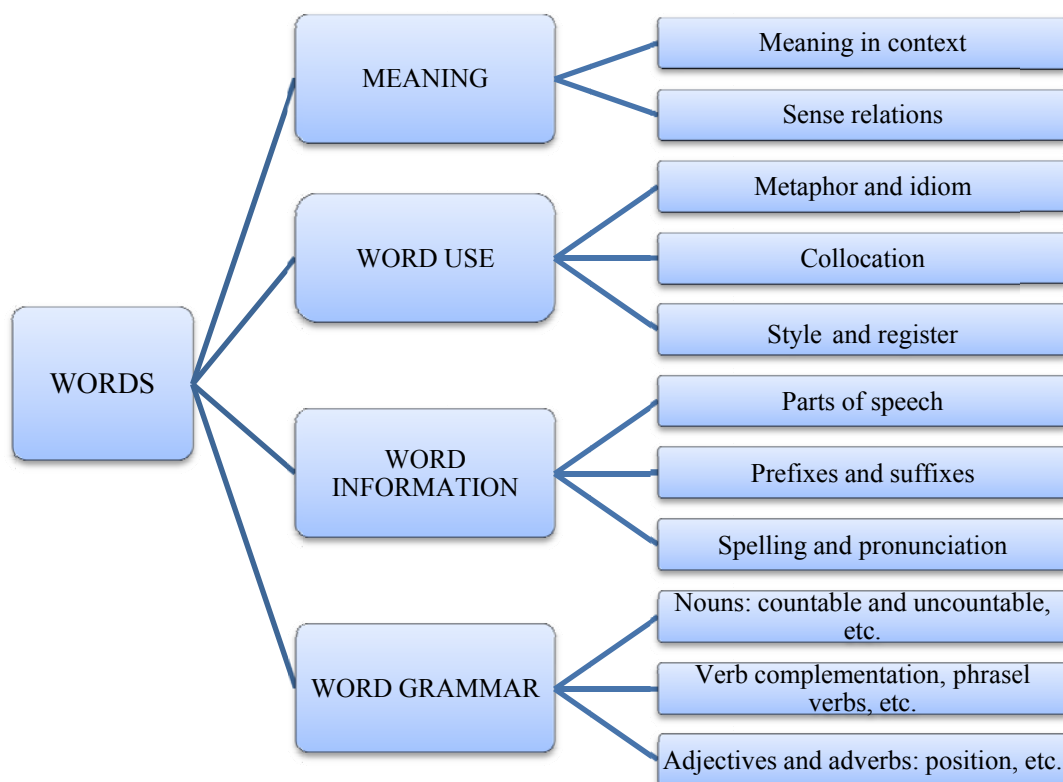 WORDS
MEANING
Meaning in context
Sense relations
WORD USE
Metaphor and idiom
Collocation
Style and register
WORD
INFORMATION
Parts of speech
Prefixes and suffixes
Spelling and pronunciation
WORD GRAMMAR
Nouns: countable and uncountable,
etc.
Verb complementation, phrasel
verbs, etc.
Adjectives and adverbs: position, etc.